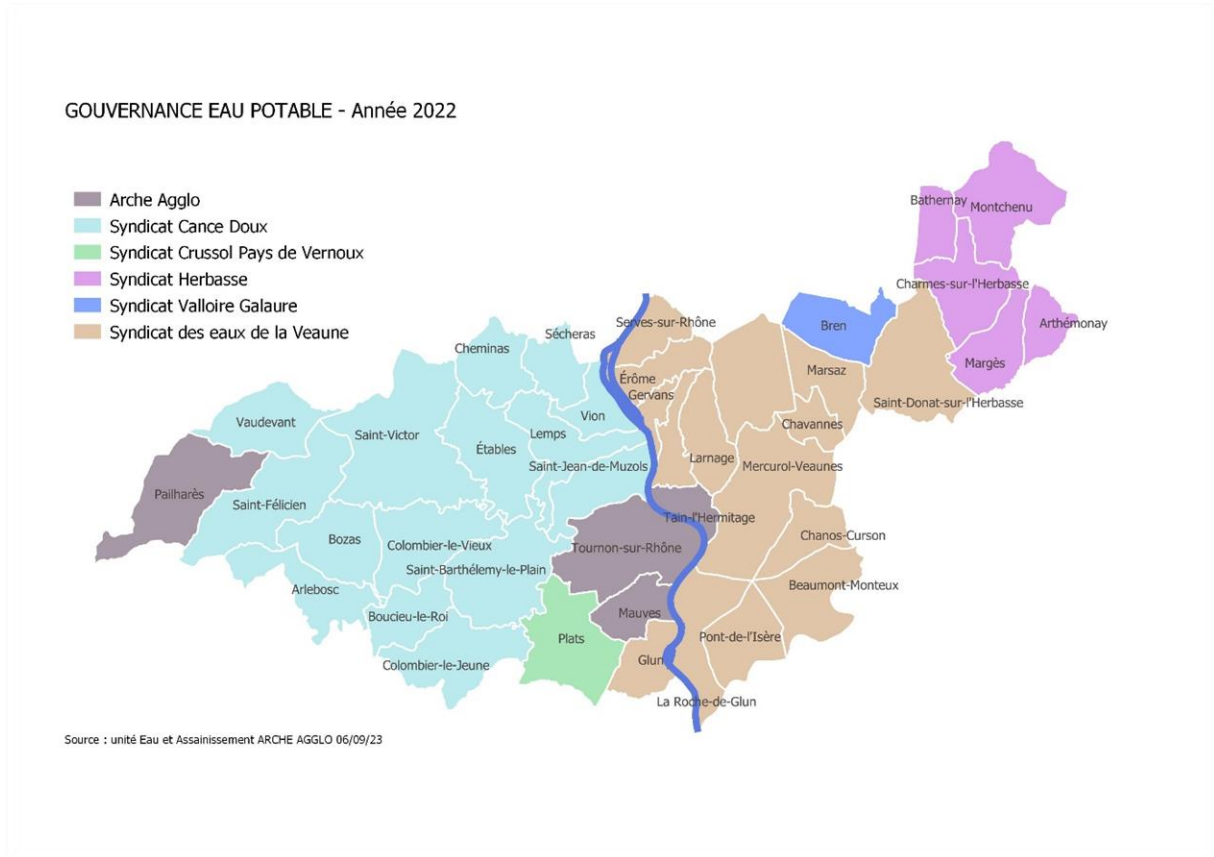 GOUVERNANCE EAU POTABLE - Année 2022
Arche Agglo
Syndicat Cance Doux
Syndicat Crussol Pays de Vernoux
Syndicat Herbasse
Syndicat Valloire Galaure
Syndicat des eaux de la Veaune
Bathernay
Montchenu
Charmes-sur-l'Herbasse
Arthémonay
Margès
Bren
Serves-sur-Rhône
Sécheras
Cheminas
Marsaz
Érôme
Gervans
Saint-Donat-sur-l'Herbasse
Vaudevant
Saint-Victor
Vion
Lemps
Chavannes
Étables
Larnage
Saint-Jean-de-Muzols
Mercurol-Veaunes
Pailharès
Saint-Félicien
Tain-l'Hermitage
Chanos-Curson
Bozas
Colombier-le-Vieux
Tournon-sur-Rhône
Saint-Barthélemy-le-Plain
Beaumont-Monteux
Arlebosc
Boucieu-le-Roi
Mauves
Plats
Pont-de-l'Isère
Colombier-le-Jeune
Glun
La Roche-de-Glun
Source : unité Eau et Assainissement ARCHE AGGLO 06/09/23